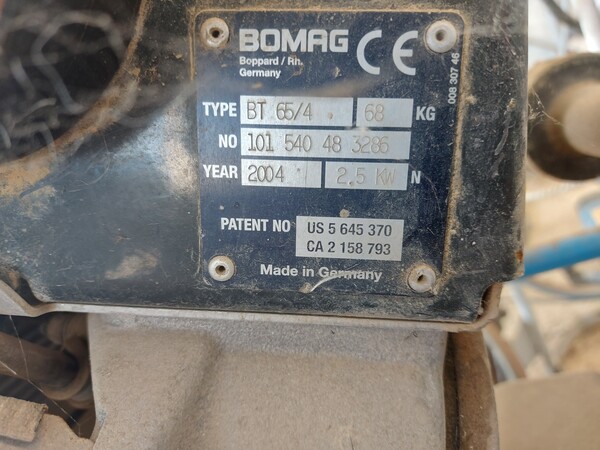 BOMAG CE
Boppard / Rh.
Germany
008 307 46
TYPE BT 65/4 68 KG
NO 101 540 48 3286
YEAR 2004 2.5 KW N
PATENT NO US 5 645 370
CA 2 158 793
Made in Germany